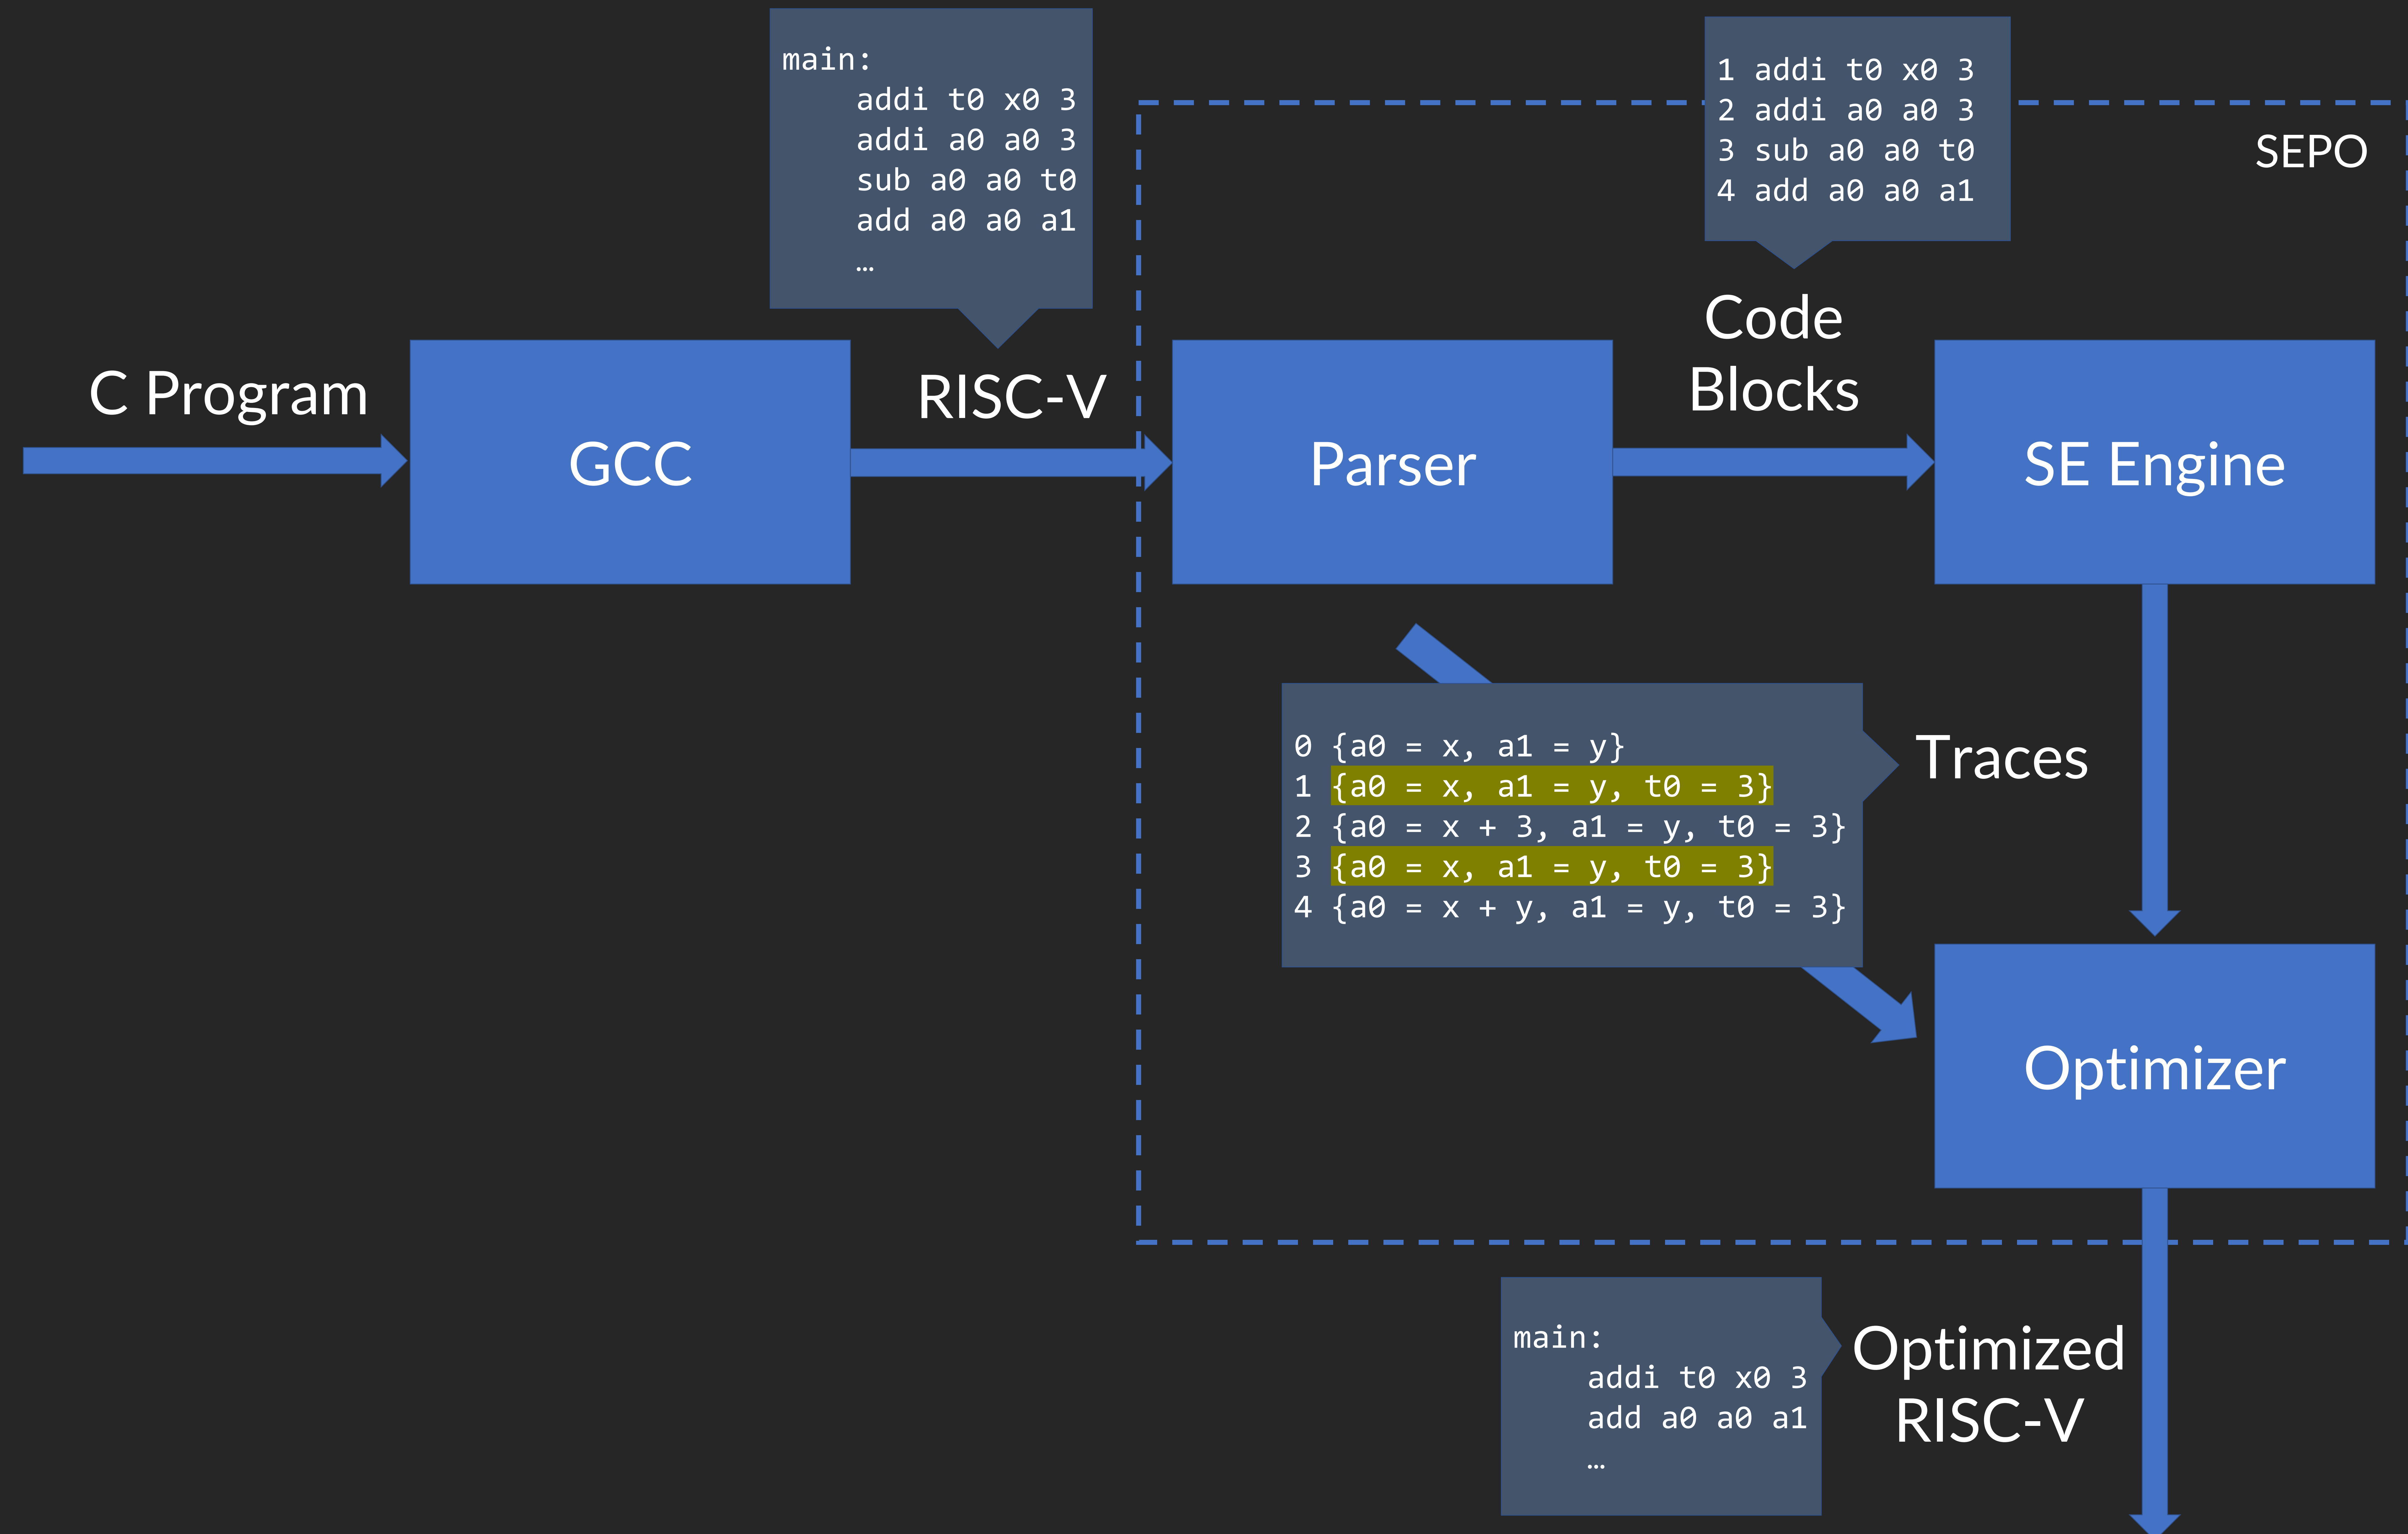 main:
addi t0 x0 3
addi a0 a0 3
sub a0 a0 t0
add a0 a0 a1
…
1 addi t0 x0 3
2 addi a0 a0 3
3 sub a0 a0 t0
4 add a0 a0 a1
SEPO
C Program
GCC
RISC-V
Parser
Code
Blocks
SE Engine
0 {a0 = x, a1 = y}
1 {a0 = x, a1 = y, t0 = 3}
2 {a0 = x + 3, a1 = y, t0 = 3}
3 {a0 = x, a1 = y, t0 = 3}
4 {a0 = x + y, a1 = y, t0 = 3}
Traces
Optimizer
main:
addi t0 x0 3
add a0 a0 a1
…
Optimized
RISC-V